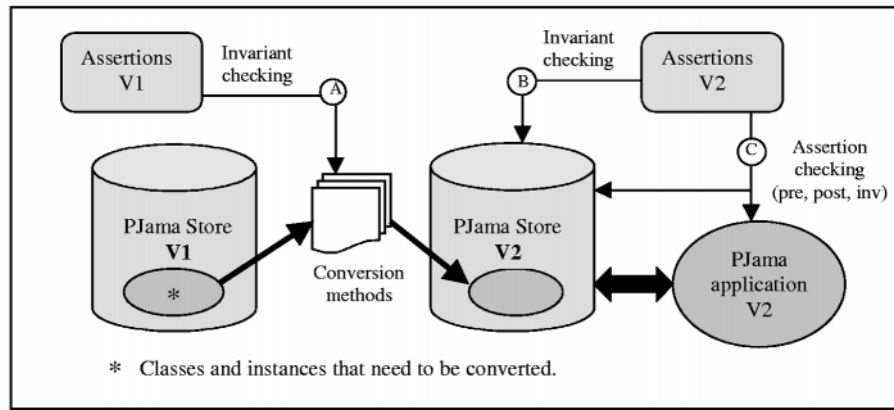 Assertions
V1
Invariant
checking
A
Invariant
checking
B
Assertions
V2
C
Assertion
checking
(pre, post, inv)
PJama Store
V1
*
Conversion
methods
PJama Store
V2
PJama
application
V2
* Classes and instances that need to be converted.